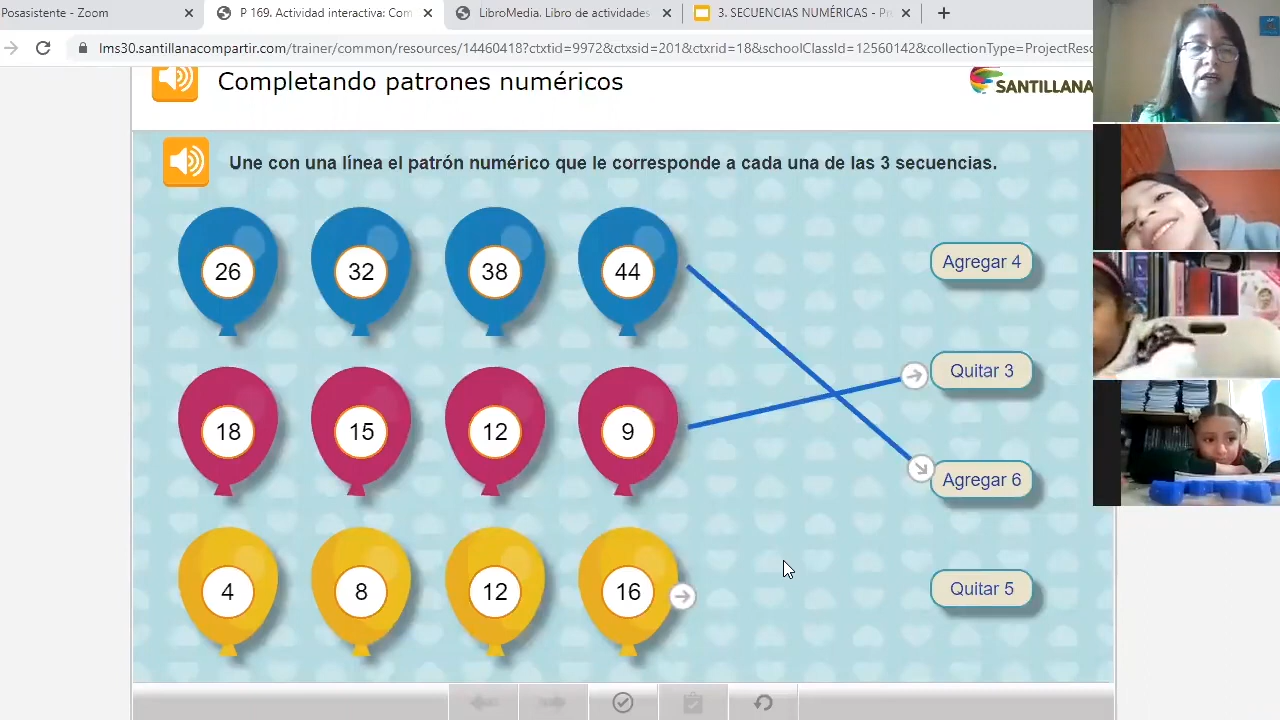 Posasistente - Zoom
P 169. Actividad interactiva: Com
LibroMedia. Libro de actividades
3. SECUENCIAS NUMÉRICAS - Pr
lms30.santillanacompartir.com/trainer/common/resources/14460418?ctxtid=9972&ctxsid=201&ctxrid=18&schoolClassId=12560142&collectionType=ProjectReso
Completando patrones numéricos
SANTILLANA
Une con una línea el patrón numérico que le corresponde a cada una de las 3 secuencias.
26 32 38 44
Agregar 4
Quitar 3
18 15 12 9
Agregar 6
4 8 12 16
Quitar 5